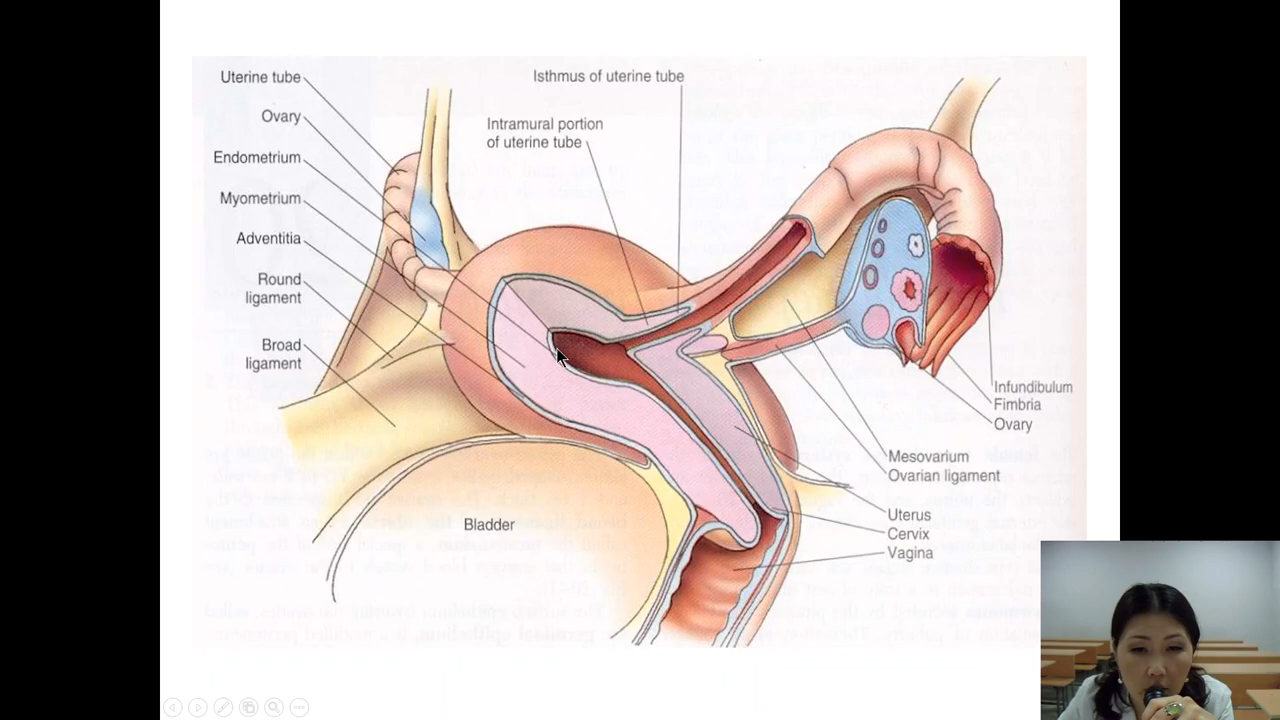 Uterine tube
Ovary
Endometrium
Myometrium
Adventitia
Round
ligament
Broad
ligament
Isthmus of uterine tube
Intramural portion
of uterine tube
Infundibulum
Fimbria
Ovary
Mesovarium
Ovarian ligament
Uterus
Cervix
Vagina
Bladder